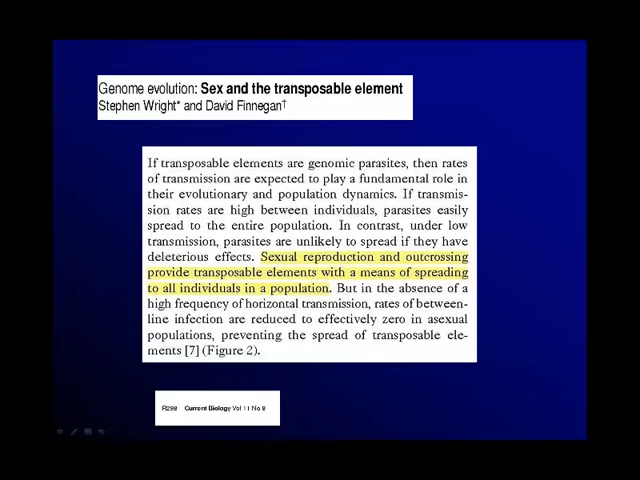 Genome evolution: Sex and the transposable element
Stephen Wright* and David Finnegan†
If transposable elements are genomic parasites, then rates
of transmission are expected to play a fundamental role in
their evolutionary and population dynamics. If transmis-
sion rates are high between individuals, parasites easily
spread to the entire population. In contrast, under low
transmission, parasites are unlikely to spread if they have
deleterious effects. Sexual reproduction and outcrossing
provide transposable elements with a means of spreading
to all individuals in a population. But in the absence of a
high frequency of horizontal transmission, rates of between-
line infection are reduced to effectively zero in asexual
populations, preventing the spread of transposable ele-
ments [7] (Figure 2).
R298 Current Biology Vol 11 No 8